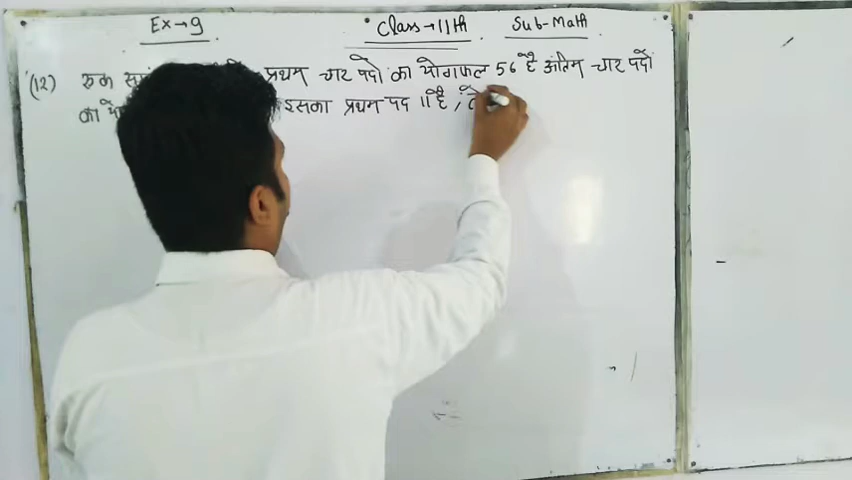 Ex→9 Class→11th Sub-Math
(12) एक प्रथम चार पदों का योगफल 56 है अंतिम चार पदों
का इसका प्रथम पद 11 है, तो